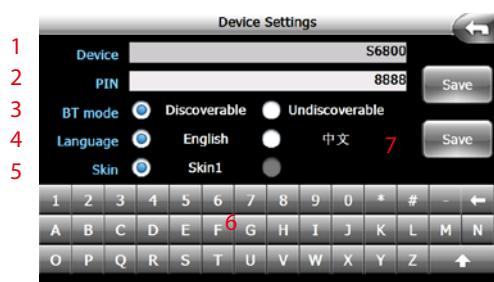 Device Settings
1 Device S6800
2 PIN 8888 Save
3 BT mode Discoverable Undiscoverable
4 Language English 中文 7 Save
5 Skin Skin1
1 2 3 4 5 6 7 8 9 0 * # - ←
A B C D E F 6 G H I J K L M N
O P Q R S T U V W X Y Z ↑